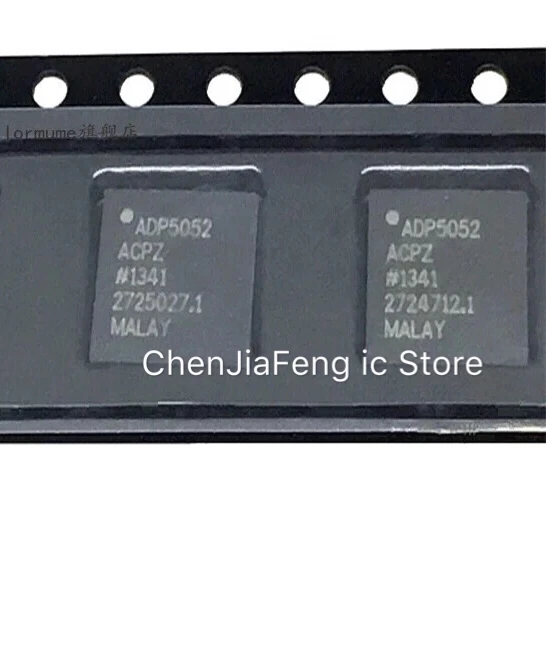 lormume旗舰店
ADP5052
ACPZ
#1341
2725027.1
MALAY
ADP5052
ACPZ
#1341
2724712.1
MALAY
ChenJiaFeng ic Store